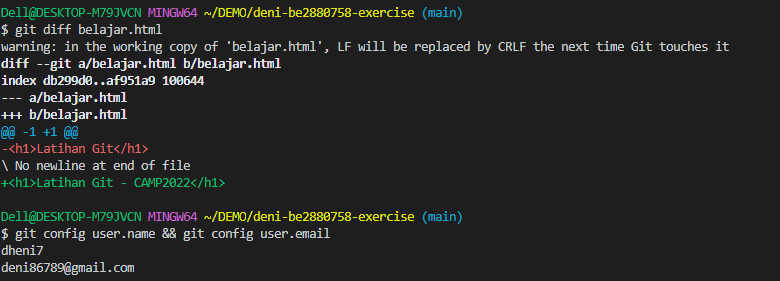 Dell@DESKTOP-M79JVCN MINGW64 ~/DEMO/deni-be2880758-exercise (main)
$ git diff belajar.html
warning: in the working copy of 'belajar.html', LF will be replaced by CRLF the next time Git touches it
diff --git a/belajar.html b/belajar.html
index db299d0..af951a9 100644
--- a/belajar.html
+++ b/belajar.html
@@ -1 +1 @@
-<h1>Latihan Git</h1>
\ No newline at end of file
+<h1>Latihan Git - CAMP2022</h1>
Dell@DESKTOP-M79JVCN MINGW64 ~/DEMO/deni-be2880758-exercise (main)
$ git config user.name && git config user.email
dheni7
deni86789@gmail.com